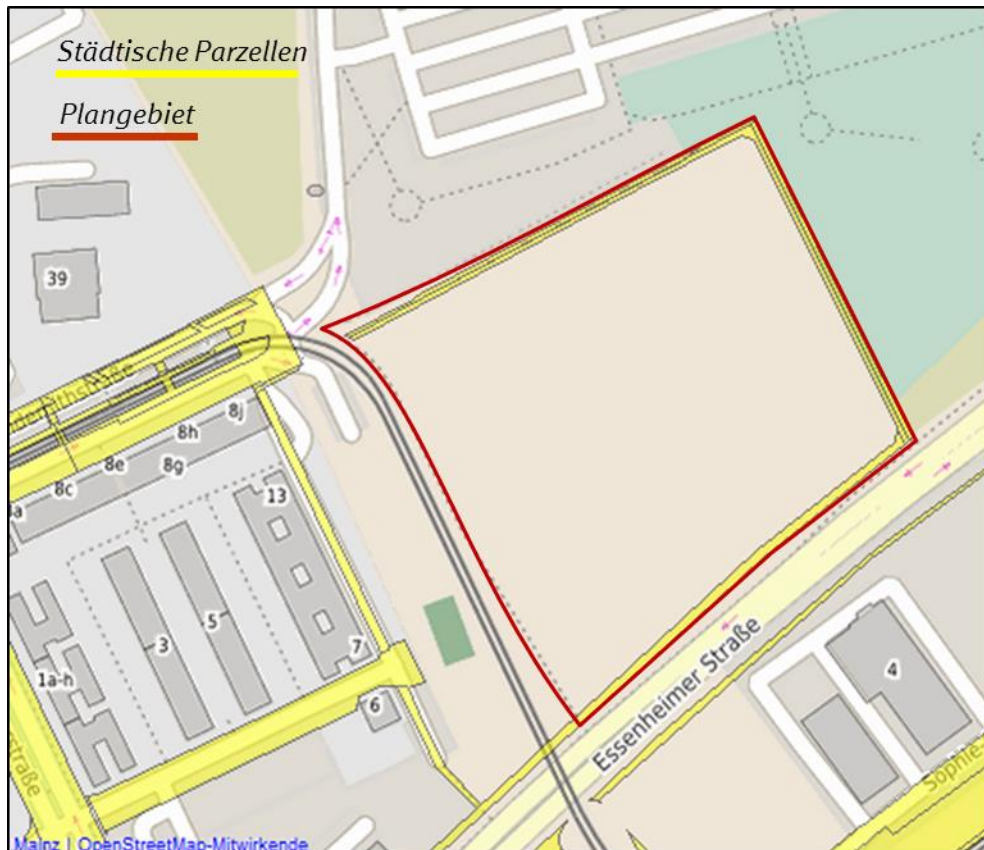 Städtische Parzellen
Plangebiet
39
8j
8h
8g
8e
8c
13
5
3
7
6
1a-h
4
Essenheimer Straße
Mainz | OpenStreetMap-Mitwirkende